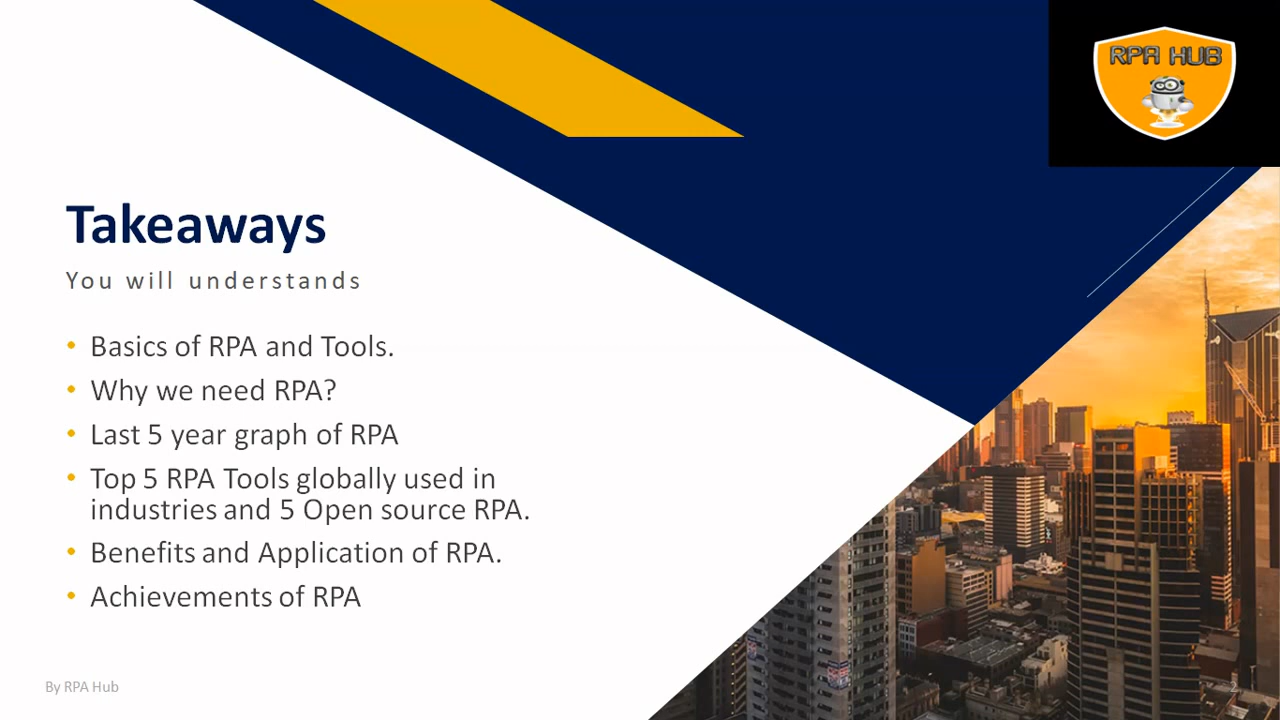 RPA HUB
Takeaways
You will understands
• Basics of RPA and Tools.
• Why we need RPA?
• Last 5 year graph of RPA
• Top 5 RPA Tools globally used in
industries and 5 Open source RPA.
• Benefits and Application of RPA.
• Achievements of RPA
By RPA Hub
2